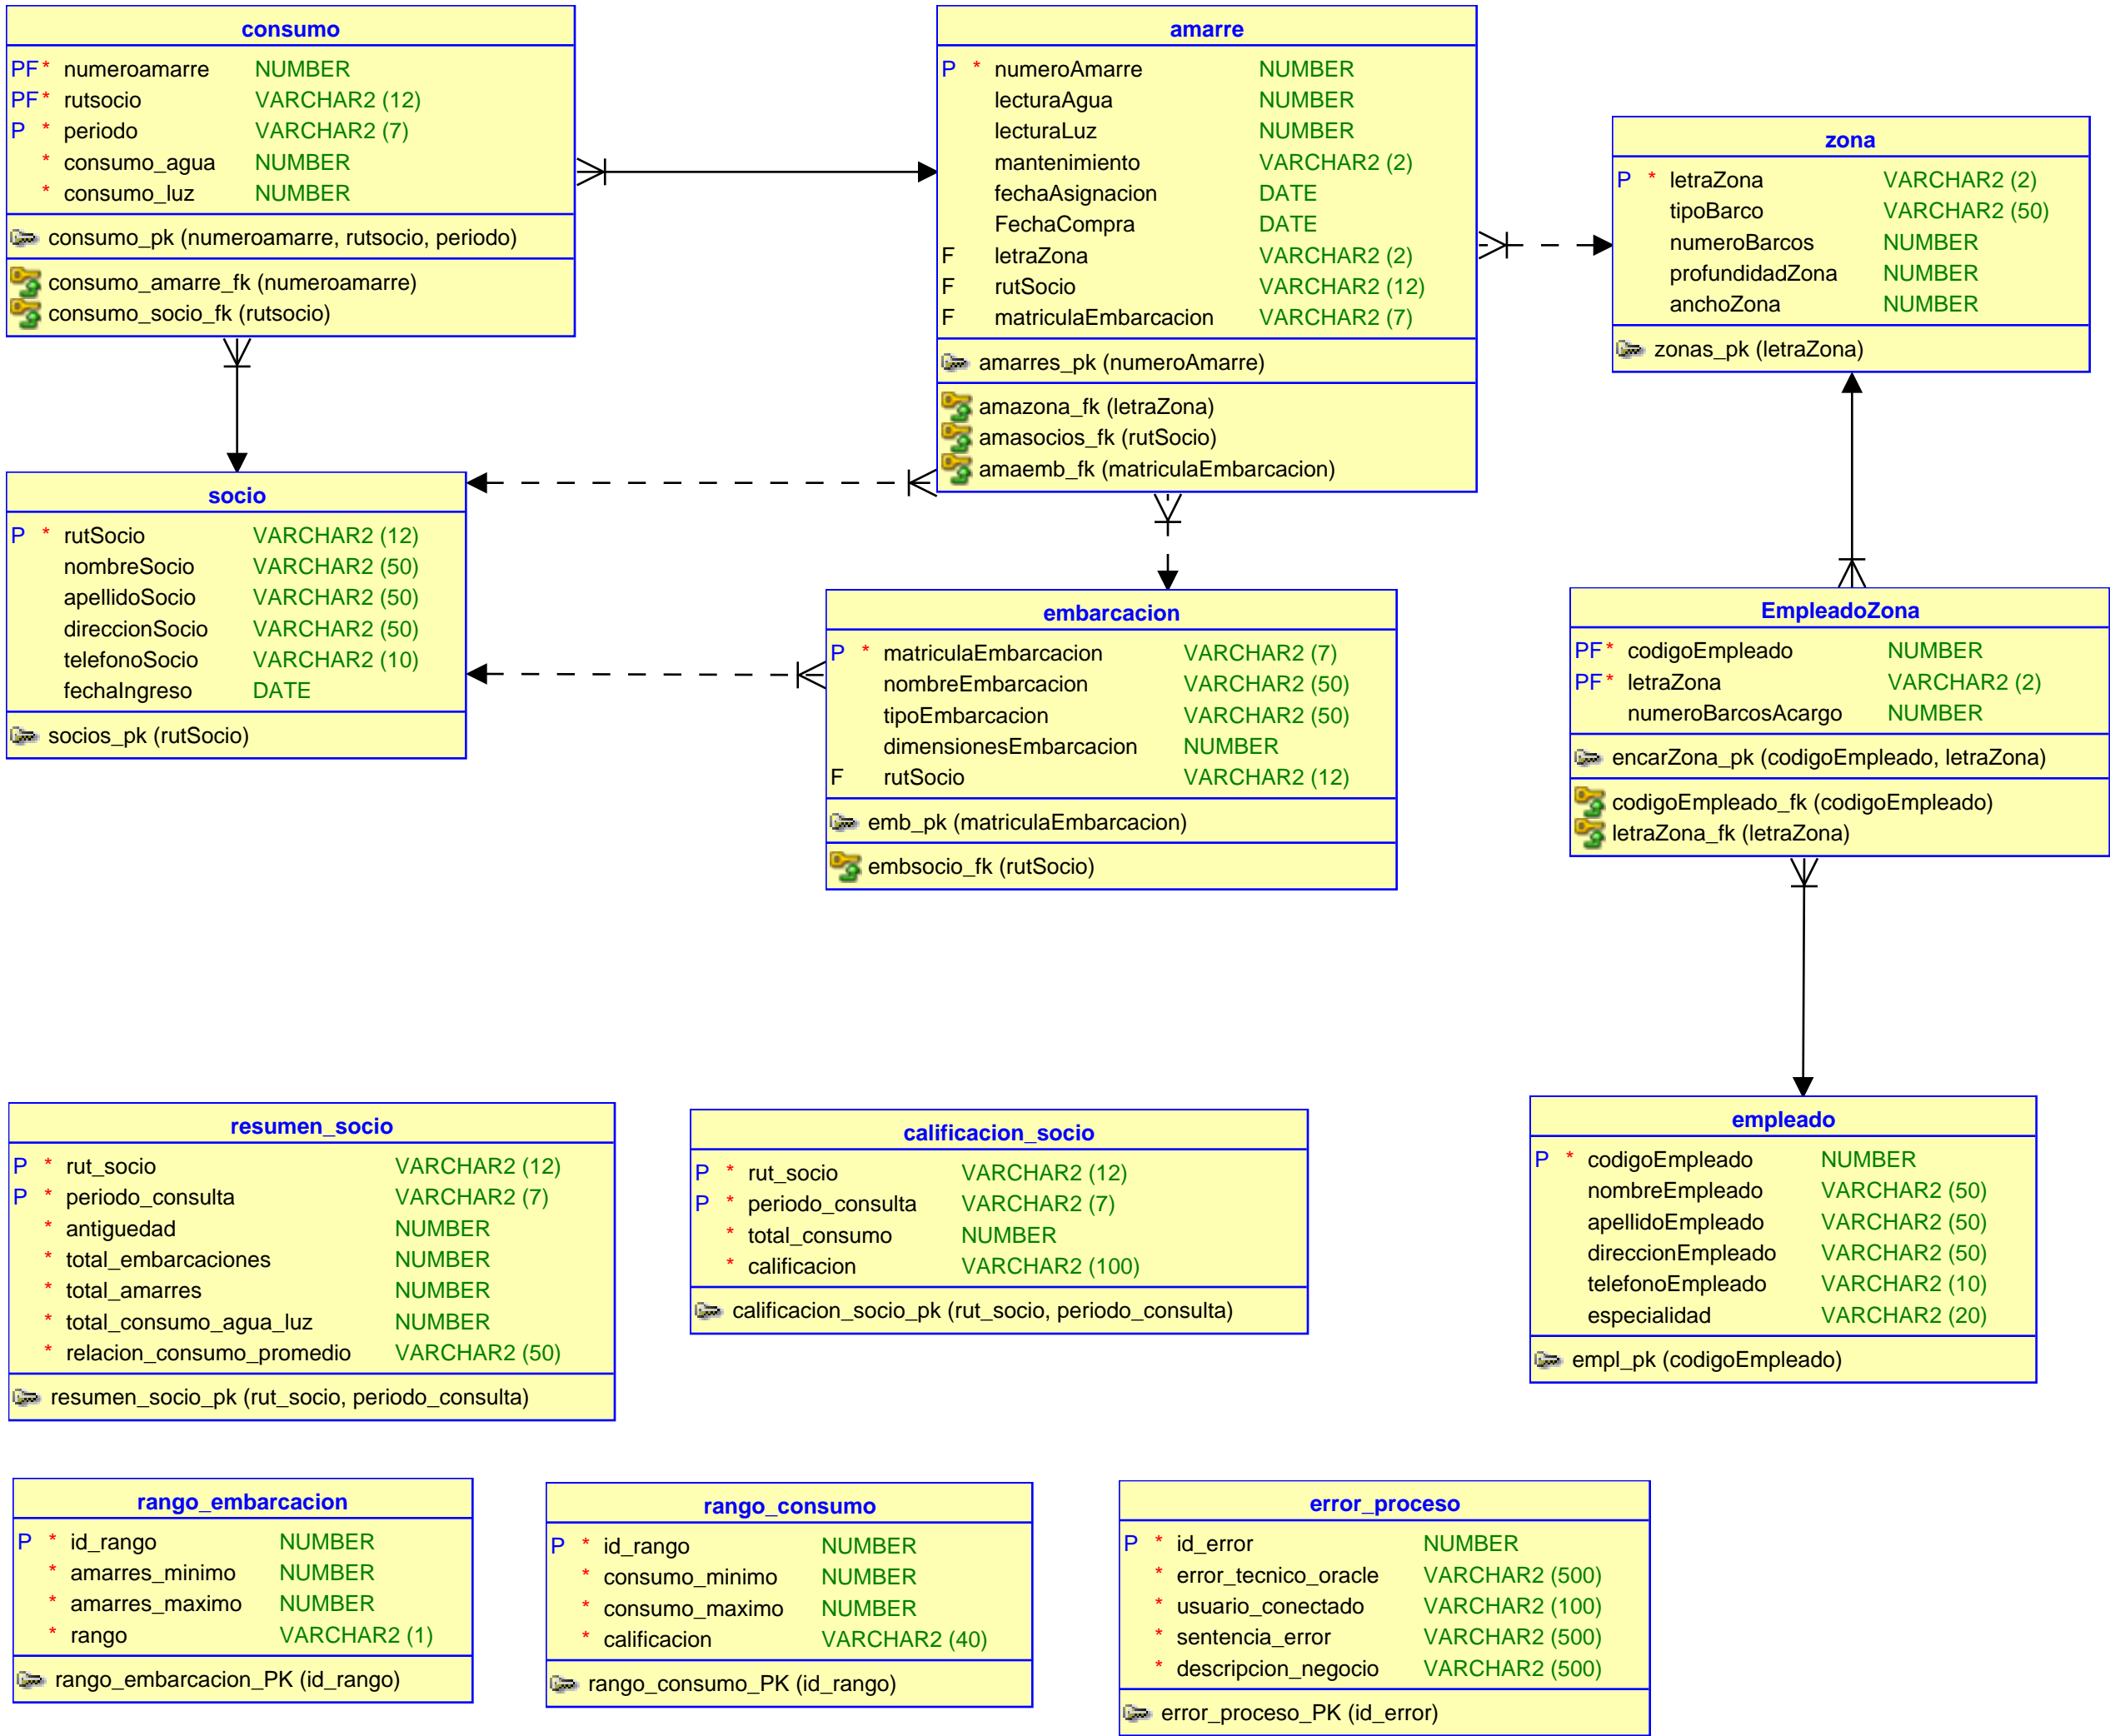 consumo
PF* numeroamarre NUMBER
PF* rutsocio VARCHAR2 (12)
P * periodo VARCHAR2 (7)
* consumo_agua NUMBER
* consumo_luz NUMBER
consumo_pk (numeroamarre, rutsocio, periodo)
consumo_amarre_fk (numeroamarre)
consumo_socio_fk (rutsocio)
amarre
P * numeroAmarre NUMBER
lecturaAgua NUMBER
lecturaLuz NUMBER
mantenimiento VARCHAR2 (2)
fechaAsignacion DATE
FechaCompra DATE
F letraZona VARCHAR2 (2)
F rutSocio VARCHAR2 (12)
F matriculaEmbarcacion VARCHAR2 (7)
amarres_pk (numeroAmarre)
amazona_fk (letraZona)
amasocios_fk (rutSocio)
amaemb_fk (matriculaEmbarcacion)
zona
P * letraZona VARCHAR2 (2)
tipoBarco VARCHAR2 (50)
numeroBarcos NUMBER
profundidadZona NUMBER
anchoZona NUMBER
zonas_pk (letraZona)
socio
P * rutSocio VARCHAR2 (12)
nombreSocio VARCHAR2 (50)
apellidoSocio VARCHAR2 (50)
direccionSocio VARCHAR2 (50)
telefonoSocio VARCHAR2 (10)
fechaIngreso DATE
socios_pk (rutSocio)
embarcacion
P * matriculaEmbarcacion VARCHAR2 (7)
nombreEmbarcacion VARCHAR2 (50)
tipoEmbarcacion VARCHAR2 (50)
dimensionesEmbarcacion NUMBER
F rutSocio VARCHAR2 (12)
emb_pk (matriculaEmbarcacion)
embsocio_fk (rutSocio)
EmpleadoZona
PF* codigoEmpleado NUMBER
PF* letraZona VARCHAR2 (2)
numeroBarcosAcargo NUMBER
encarZona_pk (codigoEmpleado, letraZona)
codigoEmpleado_fk (codigoEmpleado)
letraZona_fk (letraZona)
resumen_socio
P * rut_socio VARCHAR2 (12)
P * periodo_consulta VARCHAR2 (7)
* antiguedad NUMBER
* total_embarcaciones NUMBER
* total_amarres NUMBER
* total_consumo_agua_luz NUMBER
* relacion_consumo_promedio VARCHAR2 (50)
resumen_socio_pk (rut_socio, periodo_consulta)
calificacion_socio
P * rut_socio VARCHAR2 (12)
P * periodo_consulta VARCHAR2 (7)
* total_consumo NUMBER
* calificacion VARCHAR2 (100)
calificacion_socio_pk (rut_socio, periodo_consulta)
empleado
P * codigoEmpleado NUMBER
nombreEmpleado VARCHAR2 (50)
apellidoEmpleado VARCHAR2 (50)
direccionEmpleado VARCHAR2 (50)
telefonoEmpleado VARCHAR2 (10)
especialidad VARCHAR2 (20)
empl_pk (codigoEmpleado)
rango_embarcacion
P * id_rango NUMBER
* amarres_minimo NUMBER
* amarres_maximo NUMBER
* rango VARCHAR2 (1)
rango_embarcacion_PK (id_rango)
rango_consumo
P * id_rango NUMBER
* consumo_minimo NUMBER
* consumo_maximo NUMBER
* calificacion VARCHAR2 (40)
rango_consumo_PK (id_rango)
error_proceso
P * id_error NUMBER
* error_tecnico_oracle VARCHAR2 (500)
* usuario_conectado VARCHAR2 (100)
* sentencia_error VARCHAR2 (500)
* descripcion_negocio VARCHAR2 (500)
error_proceso_PK (id_error)